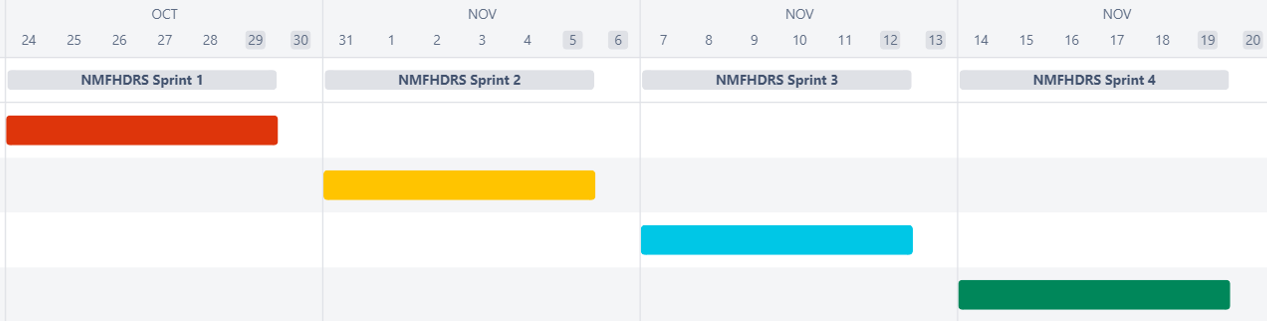 OCT NOV NOV NOV
24 25 26 27 28 29 30 31 1 2 3 4 5 6 7 8 9 10 11 12 13 14 15 16 17 18 19 20
NMFHDRS Sprint 1 NMFHDRS Sprint 2 NMFHDRS Sprint 3 NMFHDRS Sprint 4